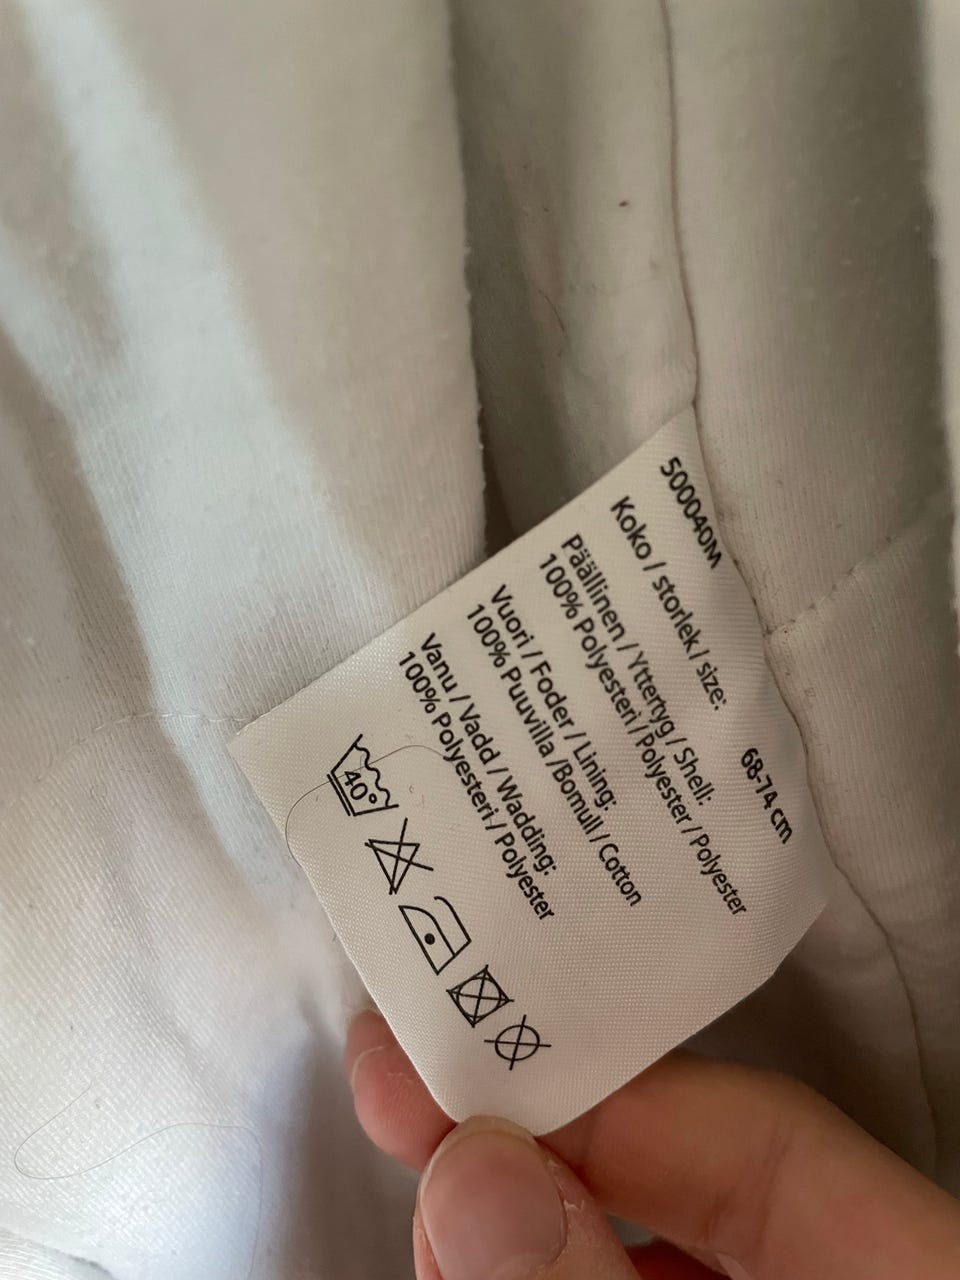 500040M
Koko / storlek / size: 68-74 cm
Päällinen / Yttertyg / Shell:
100% Polyesteri / Polyester / Polyester
Vuori / Foder / Lining:
100% Puuvilla /Bomull / Cotton
Vanu / Vadd / Wadding:
100% Polyesteri / Polyester
40°